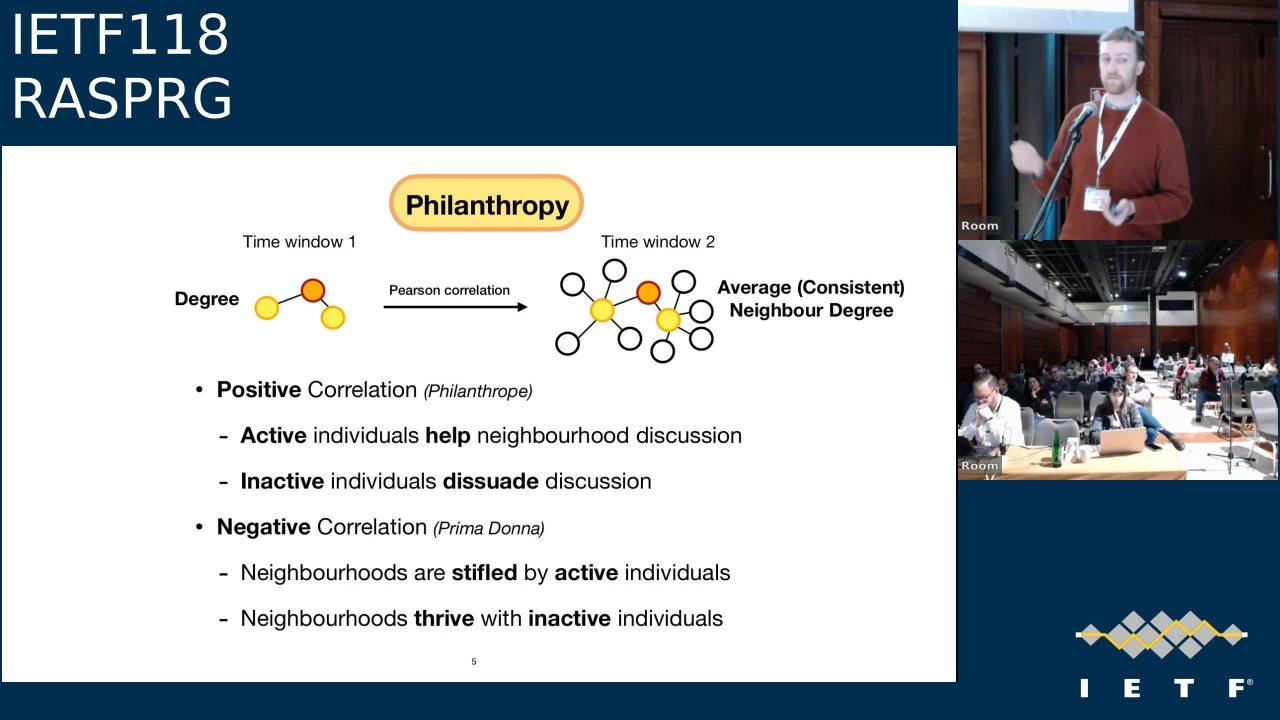 IETF118
RASPRG
Philanthropy
Time window 1
Time window 2
Degree
Pearson correlation
Average (Consistent)
Neighbour Degree
• Positive Correlation (Philanthrope)
- Active individuals help neighbourhood discussion
- Inactive individuals dissuade discussion
• Negative Correlation (Prima Donna)
- Neighbourhoods are stifled by active individuals
- Neighbourhoods thrive with inactive individuals
5
Room
Room
I E T F®